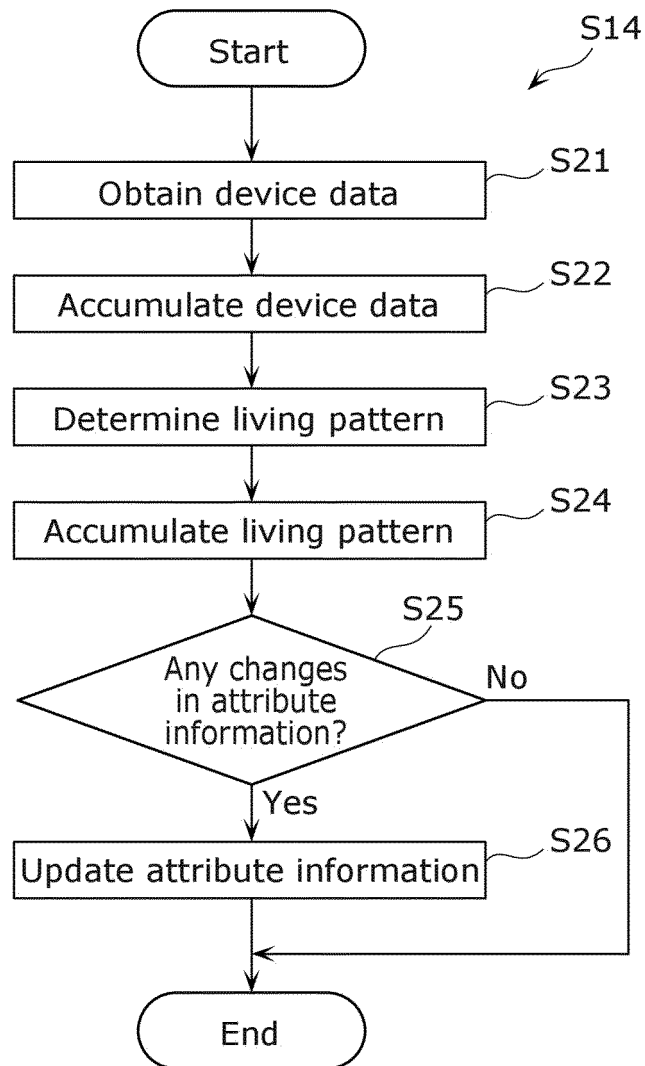 Start
S14
S21
Obtain device data
S22
Accumulate device data
S23
Determine living pattern
S24
Accumulate living pattern
S25
Any changes
in attribute
information?
No
Yes
S26
Update attribute information
End